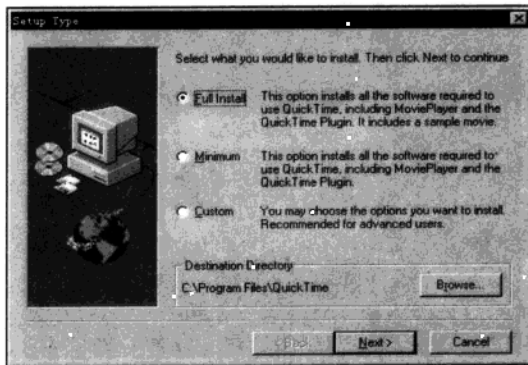 Setup Type
Select what you would like to install. Then click Next to continue
Full Install
This option installs all the software required to
use QuickTime, including MoviePlayer and the
QuickTime Plugin. It includes a sample movie.
Minimum
This option installs all the software required to
use QuickTime, including MoviePlayer and the
QuickTime Plugin.
Custom
You may choose the options you want to install.
Recommended for advanced users.
Destination Directory
C:\Program Files\QuickTime
Browse...
< Back
Next >
Cancel